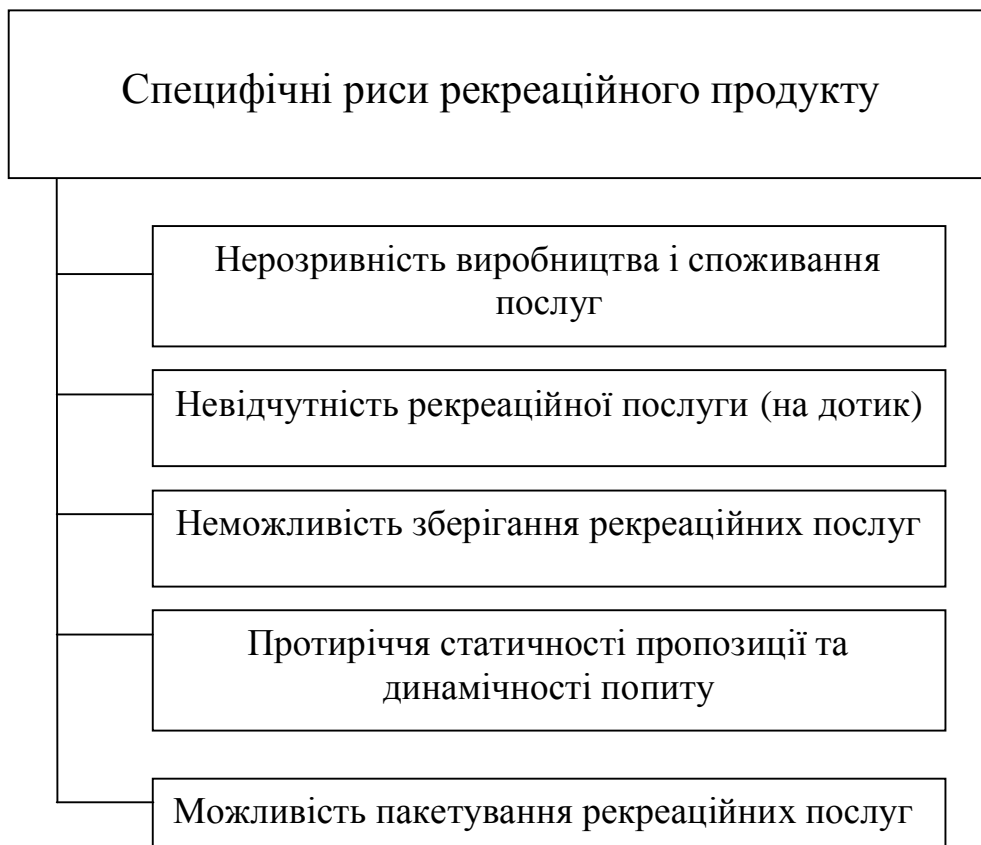 Специфічні риси рекреаційного продукту
Нерозривність виробництва і споживання
послуг
Невідчутність рекреаційної послуги (на дотик)
Неможливість зберігання рекреаційних послуг
Протиріччя статичності пропозиції та
динамічності попиту
Можливість пакетування рекреаційних послуг